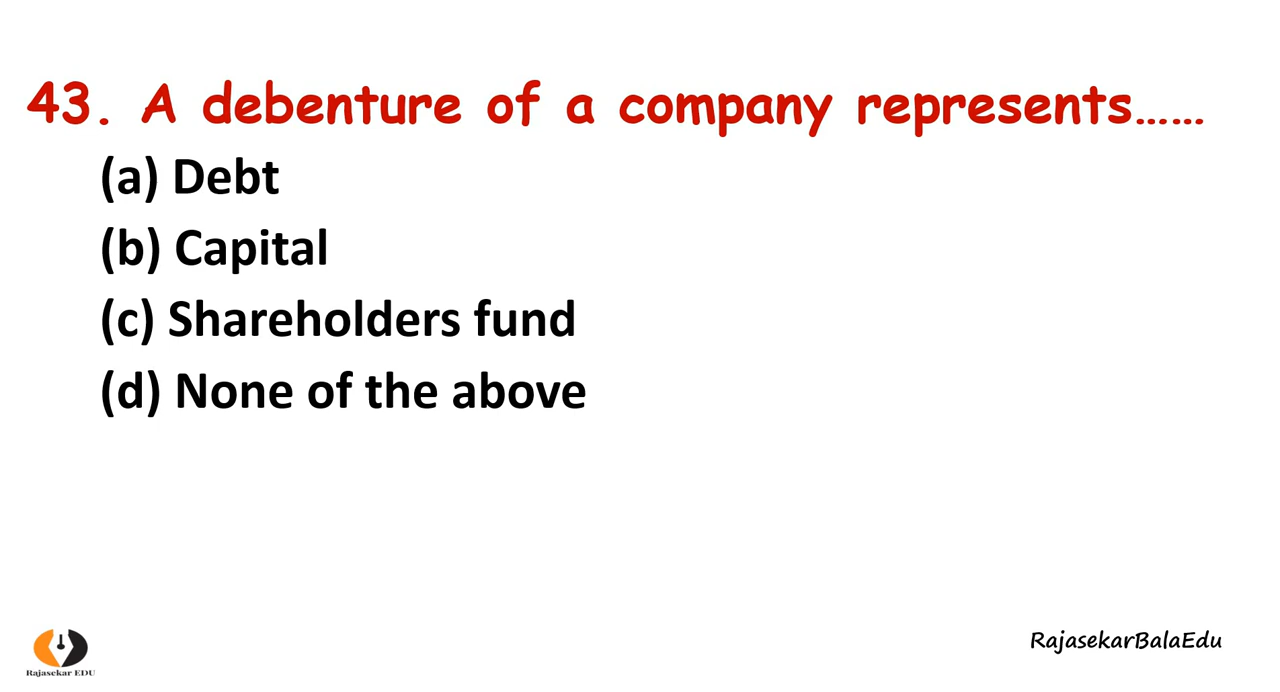 43. A debenture of a company represents......
(a) Debt
(b) Capital
(c) Shareholders fund
(d) None of the above
RajasekarBalaEdu
Rajasekar EDU